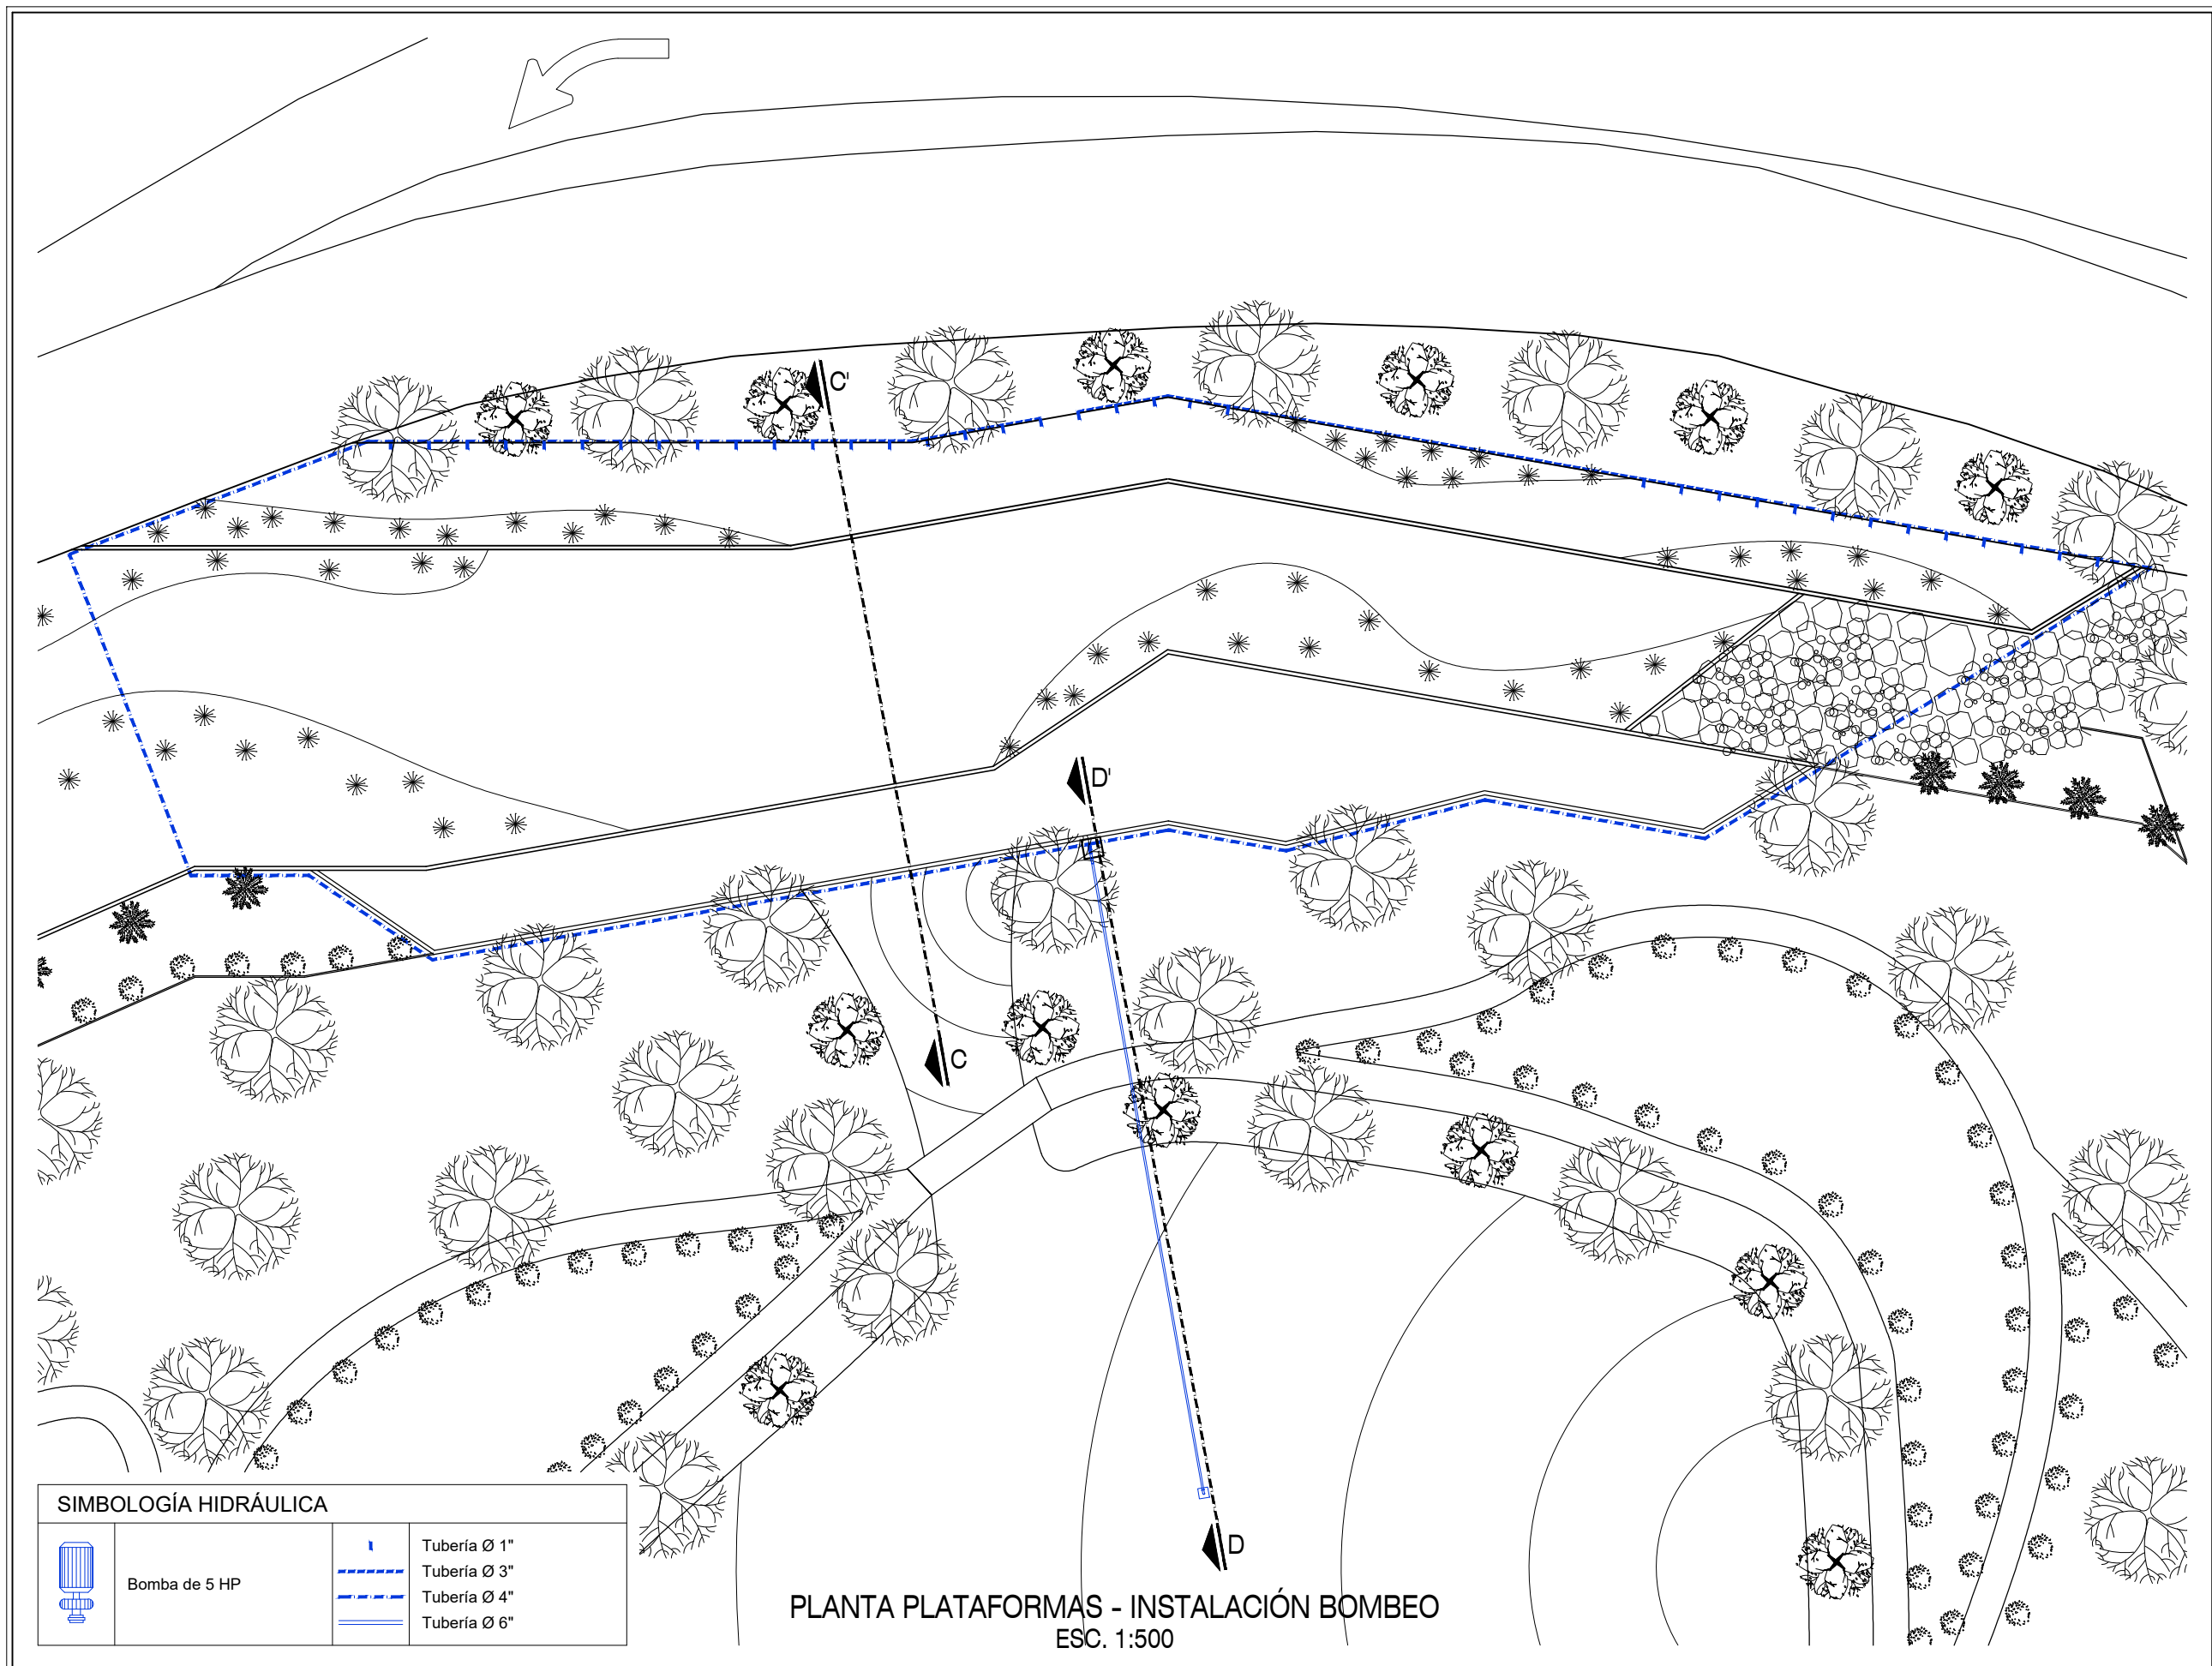 C'
D'
C
D
SIMBOLOGÍA HIDRÁULICA
Bomba de 5 HP
Tubería Ø 1"
Tubería Ø 3"
Tubería Ø 4"
Tubería Ø 6"
PLANTA PLATAFORMAS - INSTALACIÓN BOMBEO
ESC. 1:500